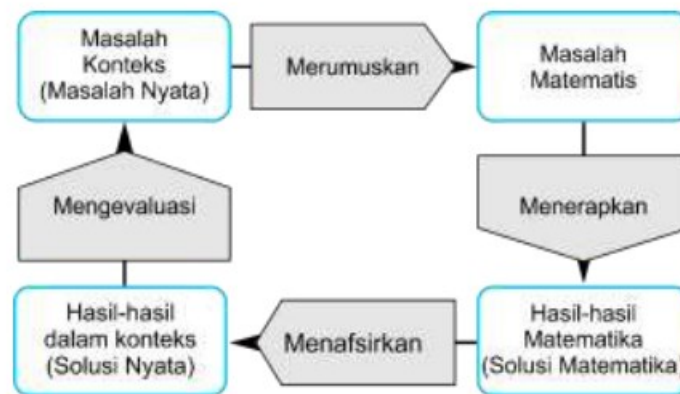 Masalah
Konteks
(Masalah Nyata)
Merumuskan
Masalah
Matematis
Mengevaluasi
Menerapkan
Hasil-hasil
dalam konteks
(Solusi Nyata)
Menafsirkan
Hasil-hasil
Matematika
(Solusi Matematika)